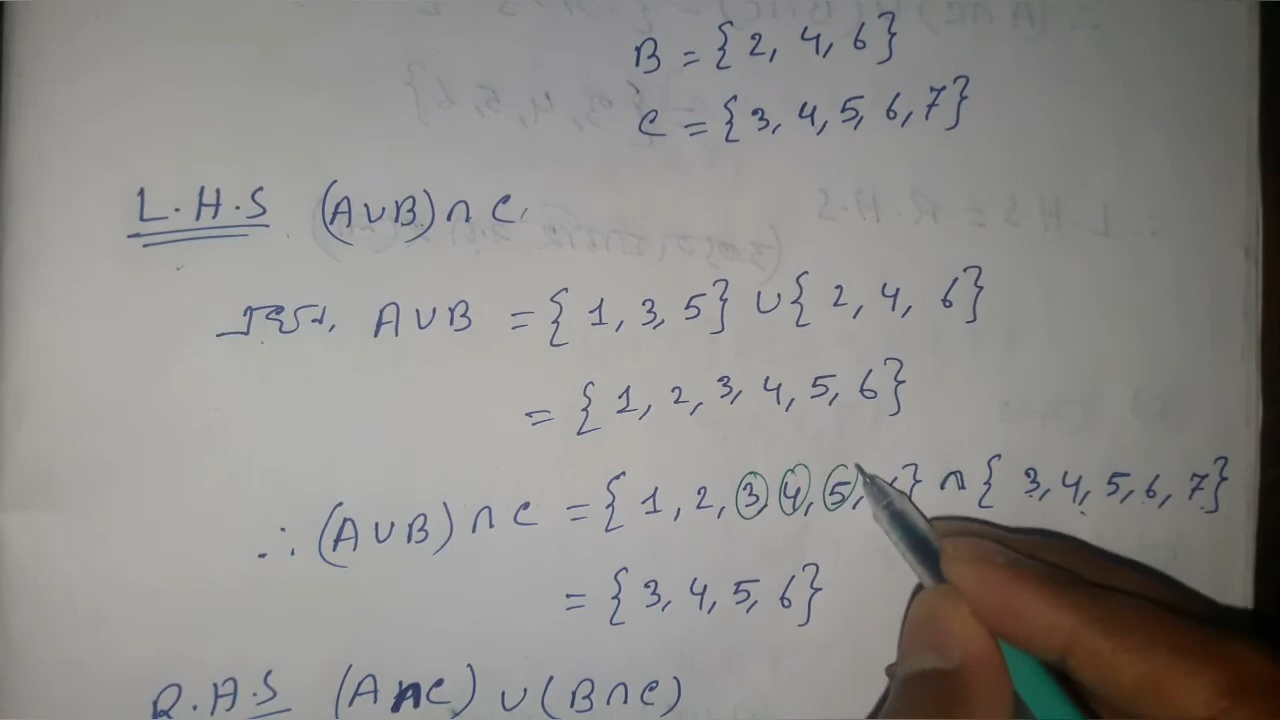 B = {2, 4, 6}
C = {3, 4, 5, 6, 7}
L.H.S (A∪B)∩C
এখন, A∪B = {1, 3, 5} ∪ {2, 4, 6}
= {1, 2, 3, 4, 5, 6}
∴ (A∪B)∩C = {1, 2, 3, 4, 5, } ∩ {3, 4, 5, 6, 7}
= {3, 4, 5, 6}
R.H.S (A∩C) ∪ (B∩C)